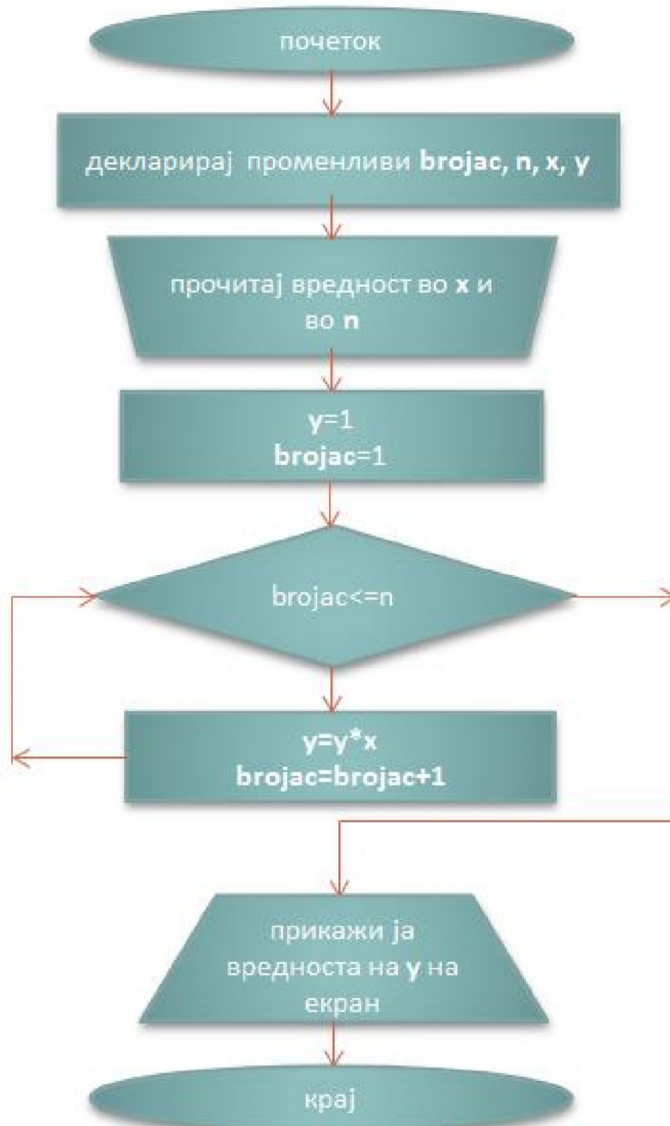 почеток
декларирај променливи brojac, n, x, y
прочитај вредност во x и
во n
y=1
brojac=1
brojac<=n
y=y*x
brojac=brojac+1
прикажи ја
вредноста на y на
екран
крај